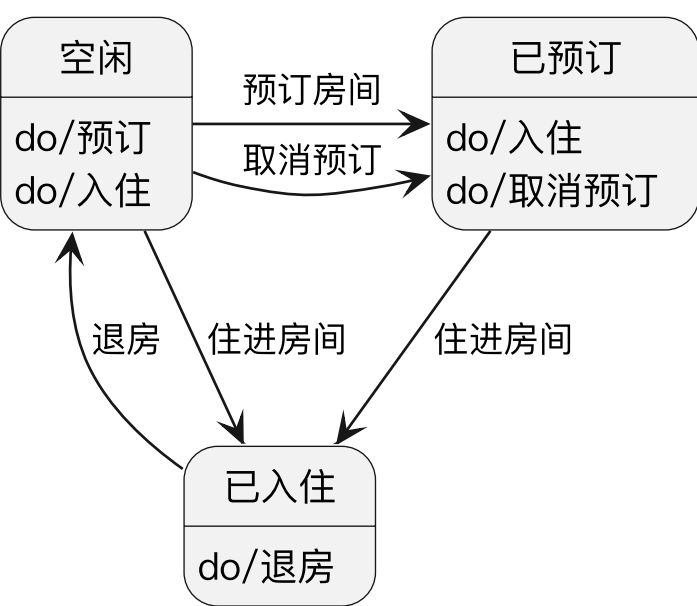 空闲
do/预订
do/入住
预订房间
取消预订
已预订
do/入住
do/取消预订
退房
住进房间
住进房间
已入住
do/退房